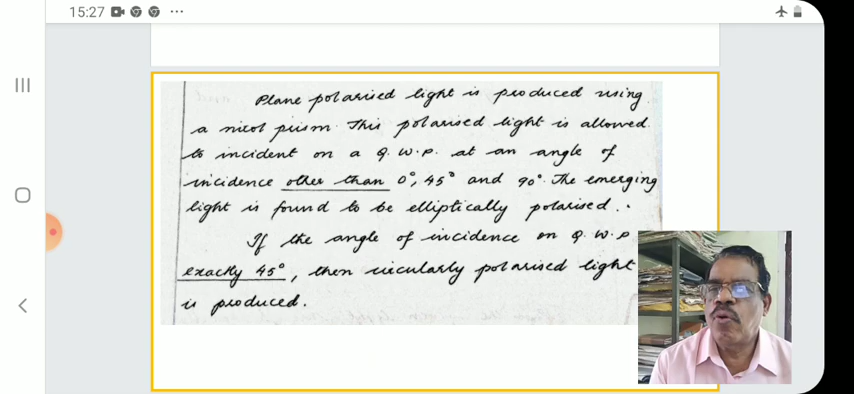 15:27
Plane polarised light is produced using
a nicol prism. This polarised light is allowed
to incident on a Q.W.P. at an angle of
incidence other than 0°, 45° and 90°. The emerging
light is found to be elliptically polarised.
If the angle of incidence on Q.W.P
exactly 45°, then circularly polarised light
is produced.